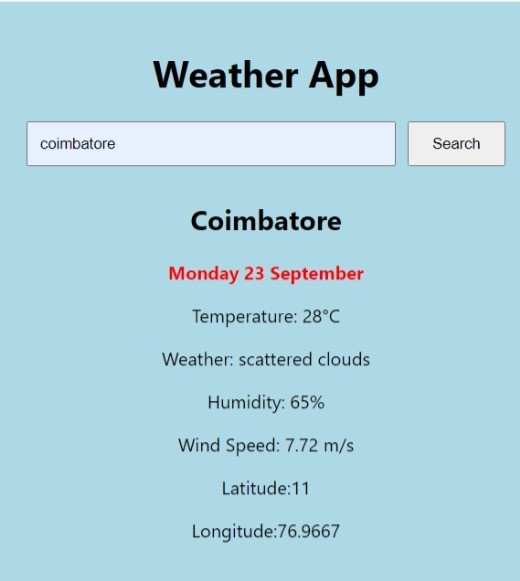 Weather App
coimbatore Search
Coimbatore
Monday 23 September
Temperature: 28°C
Weather: scattered clouds
Humidity: 65%
Wind Speed: 7.72 m/s
Latitude:11
Longitude:76.9667